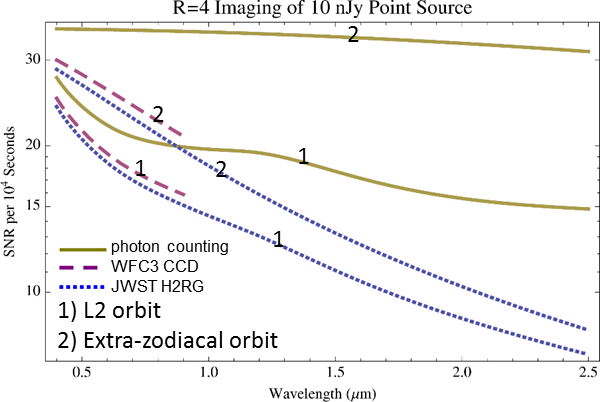 R=4 Imaging of 10 nJy Point Source
SNR per 10⁴ Seconds
30
20
15
10
2
2
1
1
2
1
photon counting
WFC3 CCD
JWST H2RG
1) L2 orbit
2) Extra-zodiacal orbit
0.5 1.0 1.5 2.0 2.5
Wavelength (μm)